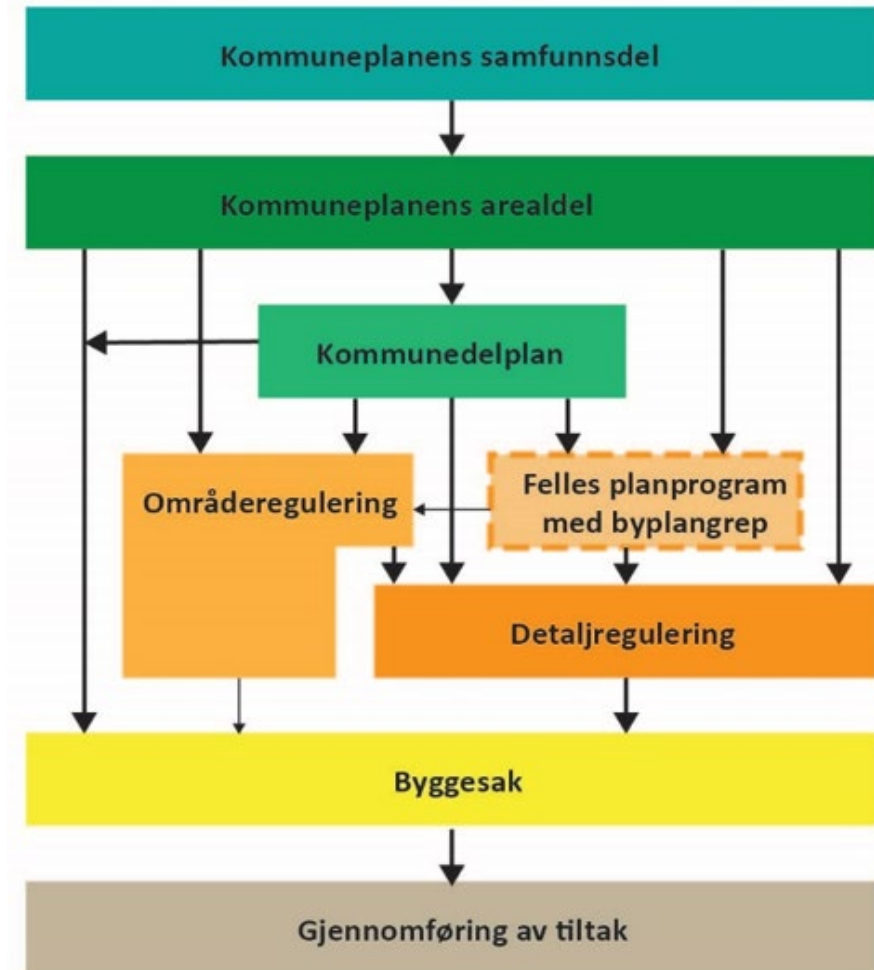 Kommuneplanens samfunnsdel
Kommuneplanens arealdel
Kommunedelplan
Områderegulering
Felles planprogram
med byplangrep
Detaljregulering
Byggesak
Gjennomføring av tiltak